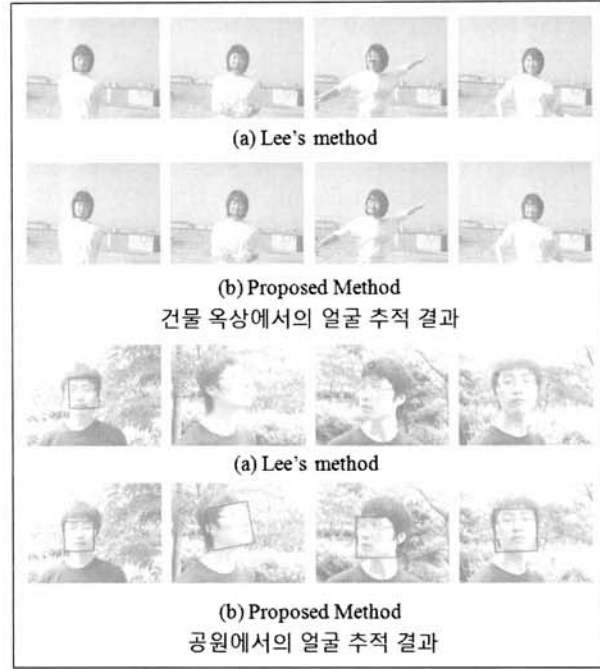 (a) Lee's method
(b) Proposed Method
건물 옥상에서의 얼굴 추적 결과
(a) Lee's method
(b) Proposed Method
공원에서의 얼굴 추적 결과